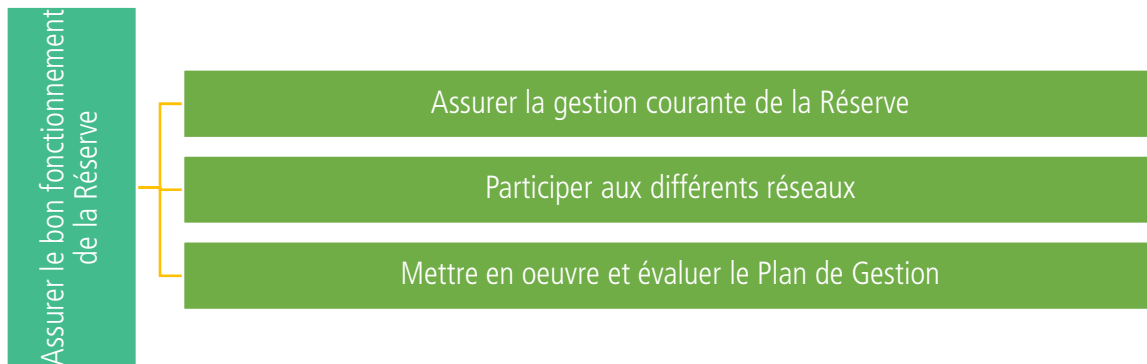 Assurer le bon fonctionnement
de la Réserve
Assurer la gestion courante de la Réserve
Participer aux différents réseaux
Mettre en oeuvre et évaluer le Plan de Gestion